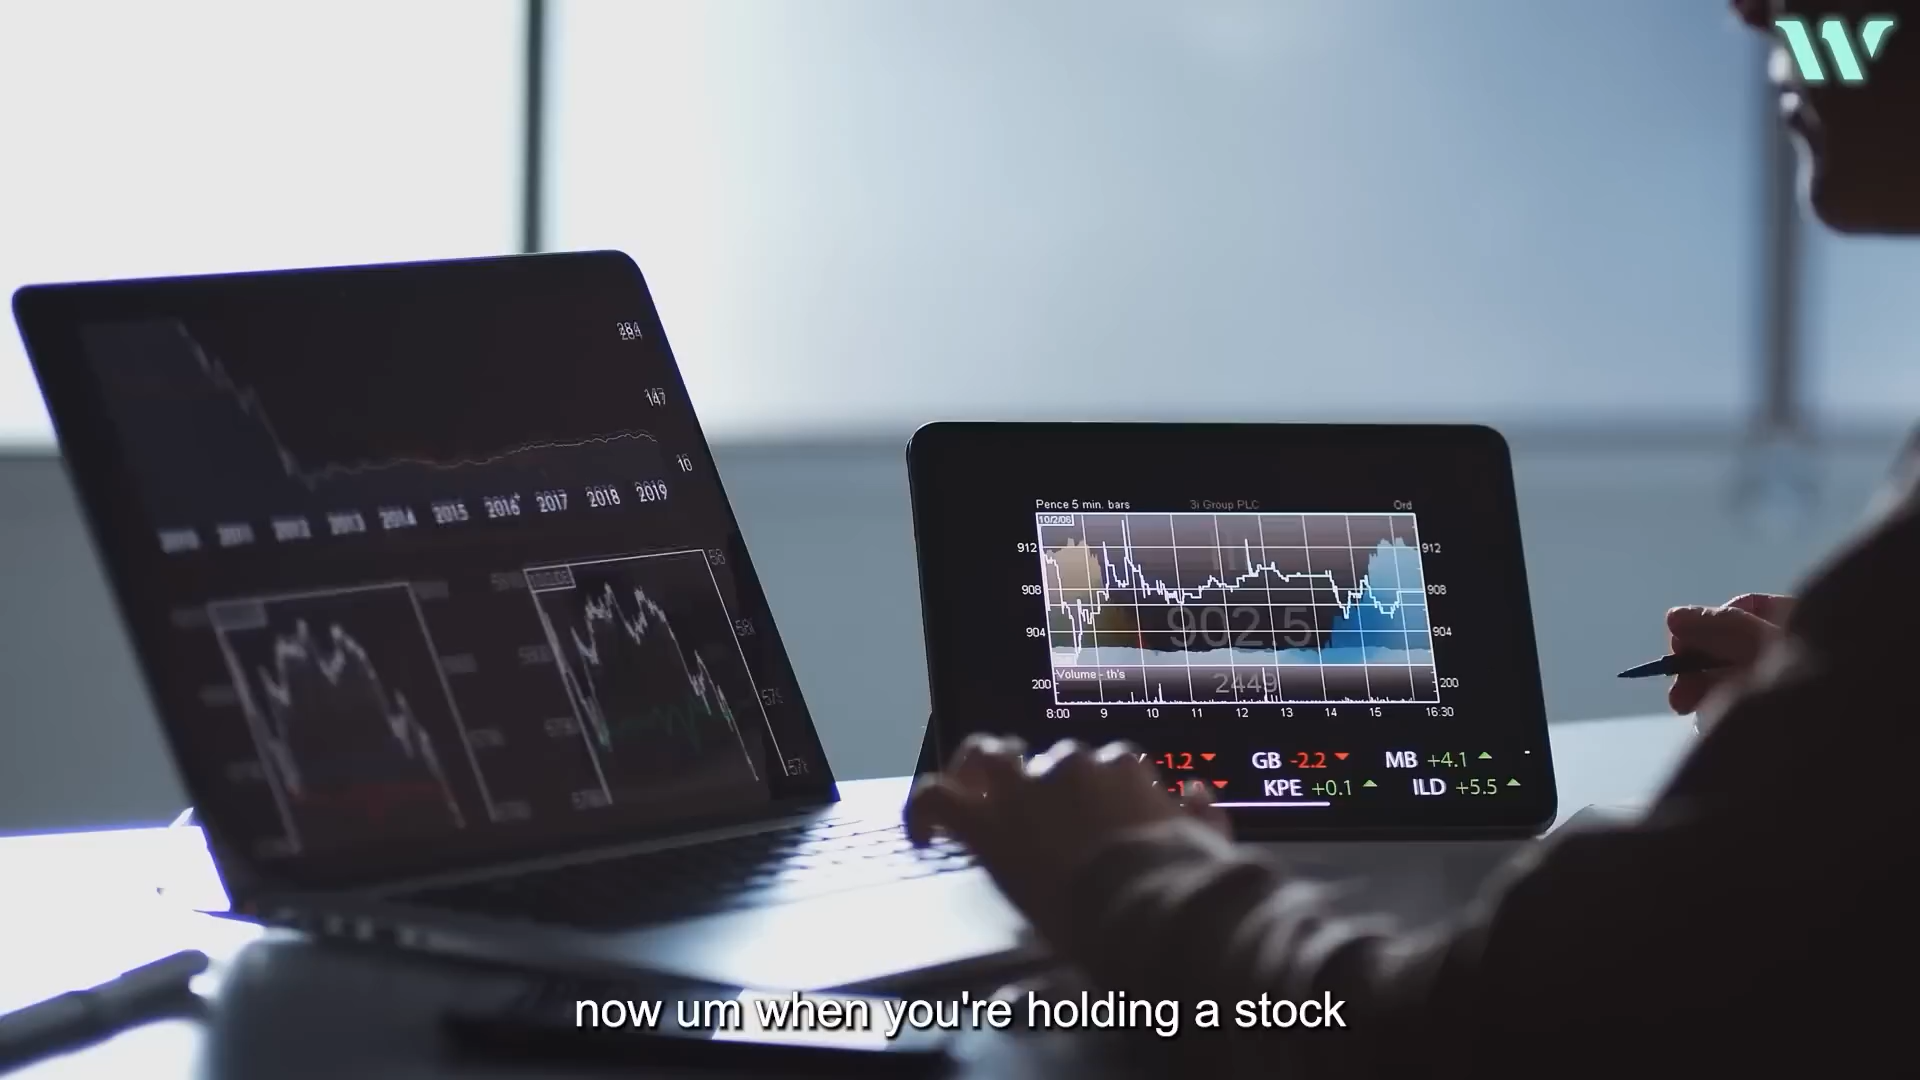 W
284
147
10
2012 2013 2014 2015 2016 2017 2018 2019
58
Pence 5 min. bars 3i Group PLC Ord
10/2/06
912 912
908 908
902.5
904 904
Volume - th's
2449
200 200
8:00 9 10 11 12 13 14 15 16:30
-1.2 GB -2.2 MB +4.1
KPE +0.1 ILD +5.5
now um when you're holding a stock